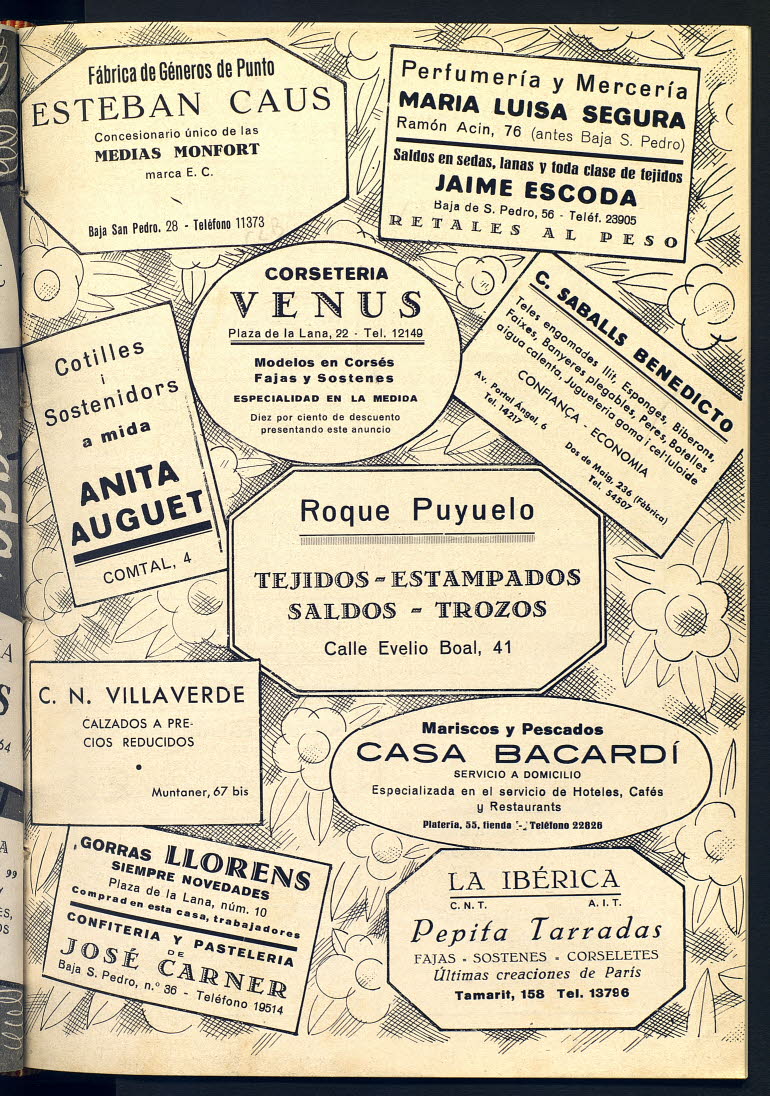 Fábrica de Géneros de Punto
ESTEBAN CAUS
Concesionario único de las
MEDIAS MONFORT
marca E. C.
Baja San Pedro. 28 - Teléfono 11373
Perfumería y Mercería
MARIA LUISA SEGURA
Ramón Acin, 76 (antes Baja S. Pedro)
Saldos en sedas, lanas y toda clase de tejidos
JAIME ESCODA
Baja de S. Pedro, 56 - Teléf. 23905
RETALES AL PESO
CORSETERIA
VENUS
Plaza de la Lana, 22 - Tel. 12149
Modelos en Corsés
Fajas y Sostenes
ESPECIALIDAD EN LA MEDIDA
Diez por ciento de descuento
presentando este anuncio
C. SABALLS BENEDICTO
Teles engomades llit, Esponges, Biberons,
Faixes, Banyeres plegables, Peres, Botelles
aigua calenta, Jugueteria goma i cel·luloide
CONFIANÇA - ECONOMIA
Av. Portal Àngel, 6
Tel. 14217
Dos de Maig, 236 (Fábrica)
Tel. 54507
Cotilles
i
Sostenidors
a mida
ANITA
AUGUET
COMTAL, 4
Roque Puyuelo
TEJIDOS - ESTAMPADOS
SALDOS - TROZOS
Calle Evelio Boal, 41
C. N. VILLAVERDE
CALZADOS A PRE-
CIOS REDUCIDOS
Muntaner, 67 bis
Mariscos y Pescados
CASA BACARDÍ
SERVICIO A DOMICILIO
Especializada en el servicio de Hoteles, Cafés
y Restaurants
Platería, 55, tienda -:- Teléfono 22826
GORRAS LLORENS
SIEMPRE NOVEDADES
Plaza de la Lana, núm. 10
Comprad en esta casa, trabajadores
CONFITERIA Y PASTELERIA
DE
JOSÉ CARNER
Baja S. Pedro, n.º 36 - Teléfono 19514
LA IBÉRICA
C. N. T. A. I. T.
Pepita Tarradas
FAJAS - SOSTENES - CORSELETES
Últimas creaciones de París
Tamarit, 158 Tel. 13796